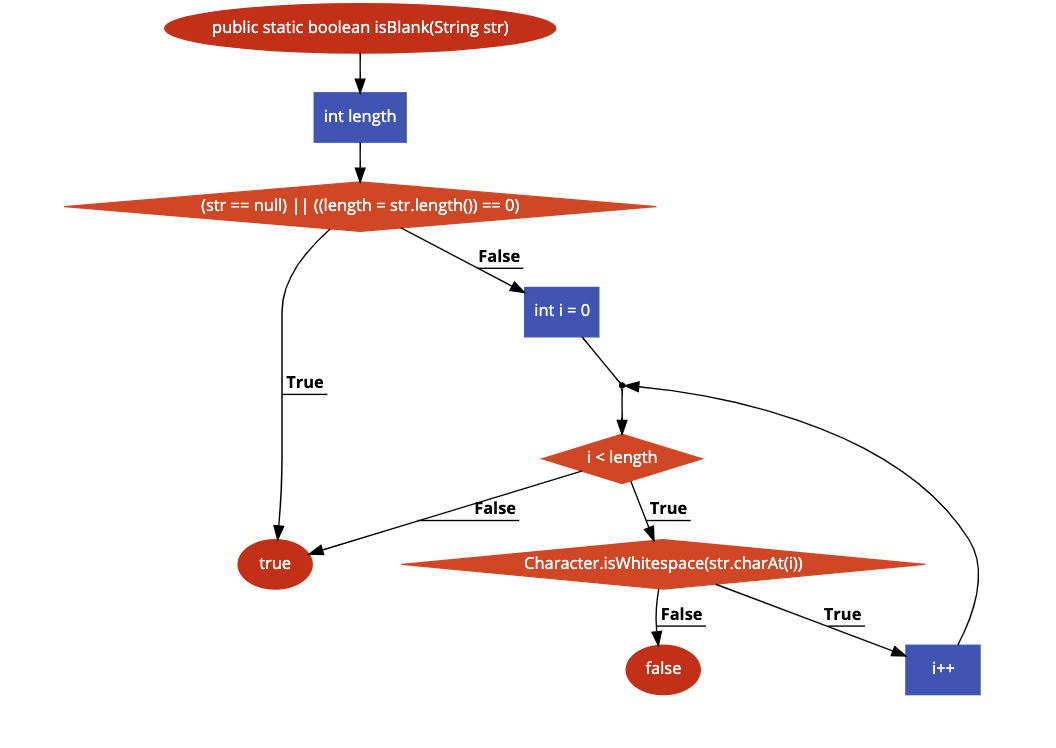 public static boolean isBlank(String str)
int length
(str == null) || ((length = str.length()) == 0)
False
int i = 0
True
i < length
False
True
true
Character.isWhitespace(str.charAt(i))
False
True
false
i++